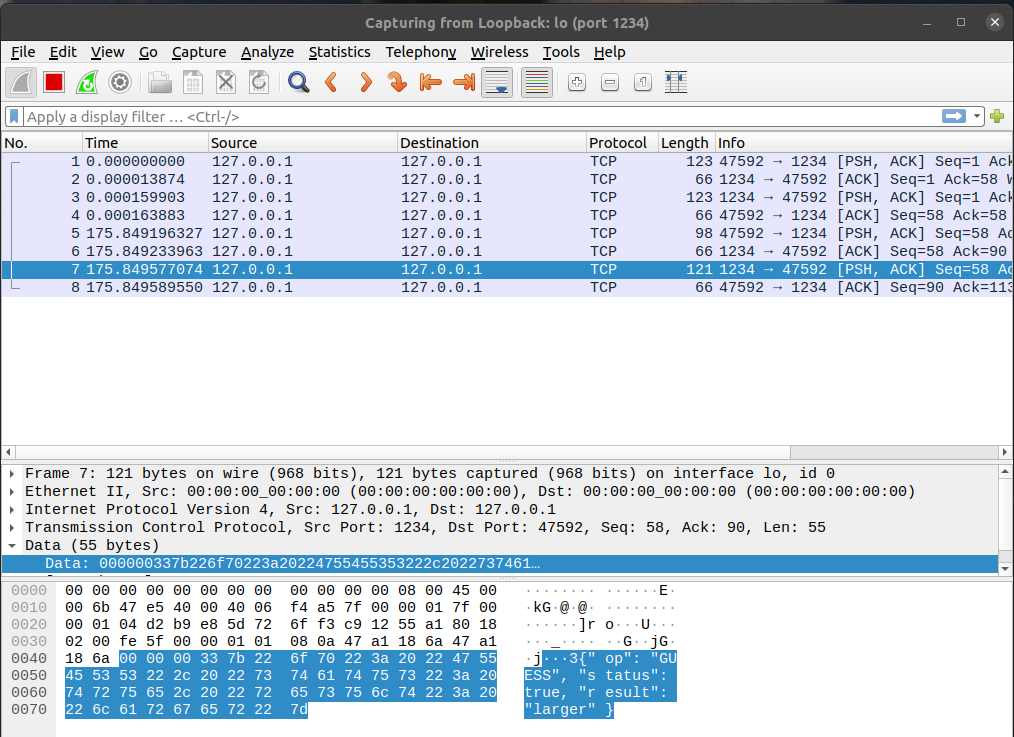 Capturing from Loopback: lo (port 1234)
File Edit View Go Capture Analyze Statistics Telephony Wireless Tools Help
Apply a display filter … <Ctrl-/>
No. Time Source Destination Protocol Length Info
1 0.000000000 127.0.0.1 127.0.0.1 TCP 123 47592 → 1234 [PSH, ACK] Seq=1 Ack
2 0.000013874 127.0.0.1 127.0.0.1 TCP 66 1234 → 47592 [ACK] Seq=1 Ack=58 W
3 0.000159903 127.0.0.1 127.0.0.1 TCP 123 1234 → 47592 [PSH, ACK] Seq=1 Ack
4 0.000163883 127.0.0.1 127.0.0.1 TCP 66 47592 → 1234 [ACK] Seq=58 Ack=58
5 175.849196327 127.0.0.1 127.0.0.1 TCP 98 47592 → 1234 [PSH, ACK] Seq=58 Ac
6 175.849233963 127.0.0.1 127.0.0.1 TCP 66 1234 → 47592 [ACK] Seq=58 Ack=90
7 175.849577074 127.0.0.1 127.0.0.1 TCP 121 1234 → 47592 [PSH, ACK] Seq=58 Ac
8 175.849589550 127.0.0.1 127.0.0.1 TCP 66 47592 → 1234 [ACK] Seq=90 Ack=113
Frame 7: 121 bytes on wire (968 bits), 121 bytes captured (968 bits) on interface lo, id 0
Ethernet II, Src: 00:00:00_00:00:00 (00:00:00:00:00:00), Dst: 00:00:00_00:00:00 (00:00:00:00:00:00)
Internet Protocol Version 4, Src: 127.0.0.1, Dst: 127.0.0.1
Transmission Control Protocol, Src Port: 1234, Dst Port: 47592, Seq: 58, Ack: 90, Len: 55
Data (55 bytes)
Data: 000000337b226f70223a202247554553532​22c2022737461…
0000 00 00 00 00 00 00 00 00 00 00 00 00 08 00 45 00 ········ ······E·
0010 00 6b 47 e5 40 00 40 06 f4 a5 7f 00 00 01 7f 00 ·kG·@·@· ········
0020 00 01 04 d2 b9 e8 5d 72 6f f3 c9 12 55 a1 80 18 ······]r o···U···
0030 02 00 fe 5f 00 00 01 01 08 0a 47 a1 18 6a 47 a1 ···_···· ··G··jG·
0040 18 6a 00 00 00 33 7b 22 6f 70 22 3a 20 22 47 55 ·j···3{" op": "GU
0050 45 53 53 22 2c 20 22 73 74 61 74 75 73 22 3a 20 ESS", "s tatus":
0060 74 72 75 65 2c 20 22 72 65 73 75 6c 74 22 3a 20 true, "r esult":
0070 22 6c 61 72 67 65 72 22 7d "larger" }